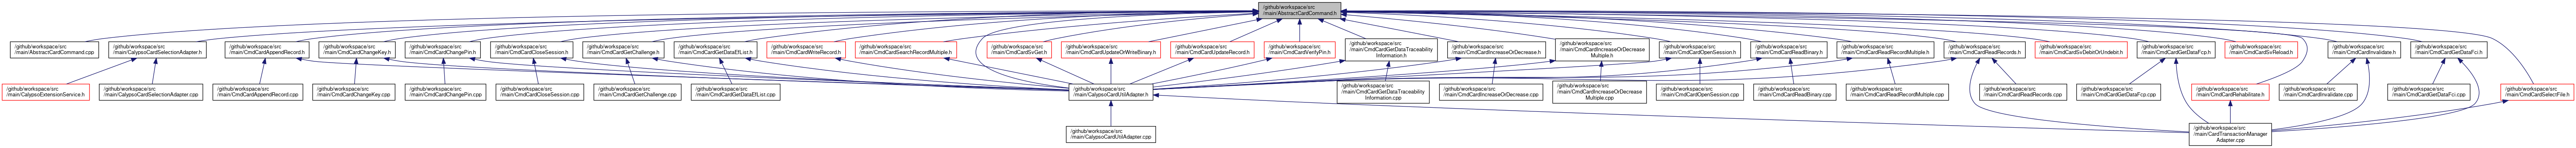 /github/workspace/src
/main/AbstractCardCommand.h
/github/workspace/src
/main/AbstractCardCommand.cpp
/github/workspace/src
/main/CalypsoCardSelectionAdapter.h
/github/workspace/src
/main/CmdCardAppendRecord.h
/github/workspace/src
/main/CmdCardChangeKey.h
/github/workspace/src
/main/CmdCardChangePin.h
/github/workspace/src
/main/CmdCardCloseSession.h
/github/workspace/src
/main/CmdCardGetChallenge.h
/github/workspace/src
/main/CmdCardGetDataEfList.h
/github/workspace/src
/main/CmdCardWriteRecord.h
/github/workspace/src
/main/CmdCardSearchRecordMultiple.h
/github/workspace/src
/main/CmdCardSvGet.h
/github/workspace/src
/main/CmdCardUpdateOrWriteBinary.h
/github/workspace/src
/main/CmdCardUpdateRecord.h
/github/workspace/src
/main/CmdCardVerifyPin.h
/github/workspace/src
/main/CmdCardGetDataTraceability
Information.h
/github/workspace/src
/main/CmdCardIncreaseOrDecrease.h
/github/workspace/src
/main/CmdCardIncreaseOrDecrease
Multiple.h
/github/workspace/src
/main/CmdCardOpenSession.h
/github/workspace/src
/main/CmdCardReadBinary.h
/github/workspace/src
/main/CmdCardReadRecordMultiple.h
/github/workspace/src
/main/CmdCardReadRecords.h
/github/workspace/src
/main/CmdCardSvDebitOrUndebit.h
/github/workspace/src
/main/CmdCardGetDataFcp.h
/github/workspace/src
/main/CmdCardSvReload.h
/github/workspace/src
/main/CmdCardInvalidate.h
/github/workspace/src
/main/CmdCardGetDataFci.h
/github/workspace/src
/main/CalypsoExtensionService.h
/github/workspace/src
/main/CalypsoCardSelectionAdapter.cpp
/github/workspace/src
/main/CmdCardAppendRecord.cpp
/github/workspace/src
/main/CmdCardChangeKey.cpp
/github/workspace/src
/main/CmdCardChangePin.cpp
/github/workspace/src
/main/CmdCardCloseSession.cpp
/github/workspace/src
/main/CmdCardGetChallenge.cpp
/github/workspace/src
/main/CmdCardGetDataEfList.cpp
/github/workspace/src
/main/CalypsoCardUtilAdapter.h
/github/workspace/src
/main/CmdCardGetDataTraceability
Information.cpp
/github/workspace/src
/main/CmdCardIncreaseOrDecrease.cpp
/github/workspace/src
/main/CmdCardIncreaseOrDecrease
Multiple.cpp
/github/workspace/src
/main/CmdCardOpenSession.cpp
/github/workspace/src
/main/CmdCardReadBinary.cpp
/github/workspace/src
/main/CmdCardReadRecordMultiple.cpp
/github/workspace/src
/main/CmdCardReadRecords.cpp
/github/workspace/src
/main/CmdCardGetDataFcp.cpp
/github/workspace/src
/main/CmdCardRehabilitate.h
/github/workspace/src
/main/CmdCardInvalidate.cpp
/github/workspace/src
/main/CmdCardGetDataFci.cpp
/github/workspace/src
/main/CmdCardSelectFile.h
/github/workspace/src
/main/CalypsoCardUtilAdapter.cpp
/github/workspace/src
/main/CardTransactionManager
Adapter.cpp